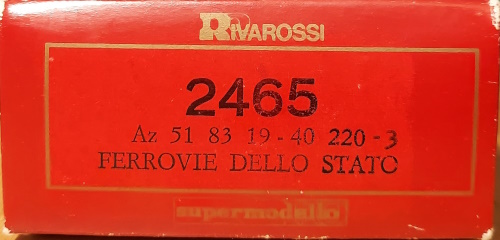 RIVAROSSI
2465
Az 51 83 19-40 220-3
FERROVIE DELLO STATO
supermodello